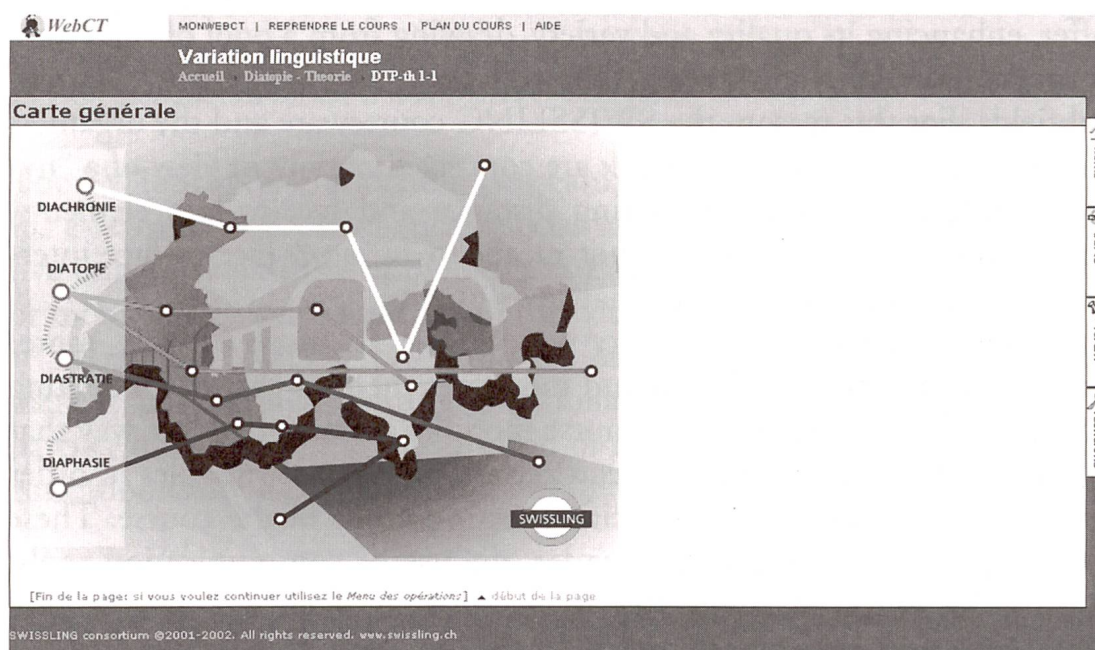 WebCT
MONWEBCT | REPRENDRE LE COURS | PLAN DU COURS | AIDE
Variation linguistique
Accueil Diatopie - Theorie DTP-th 1-1
Carte générale
DIACHRONIE
DIATOPIE
DIASTRATIE
DIAPHASIE
SWISSLING
[Fin de la page: si vous voulez continuer utilisez le Menu des opérations] ▲ début de la page
SWISSLING consortium ©2001-2002. All rights reserved. www.swissling.ch